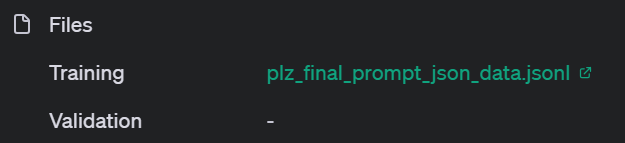 Files
Training plz_final_prompt_json_data.jsonl
Validation -